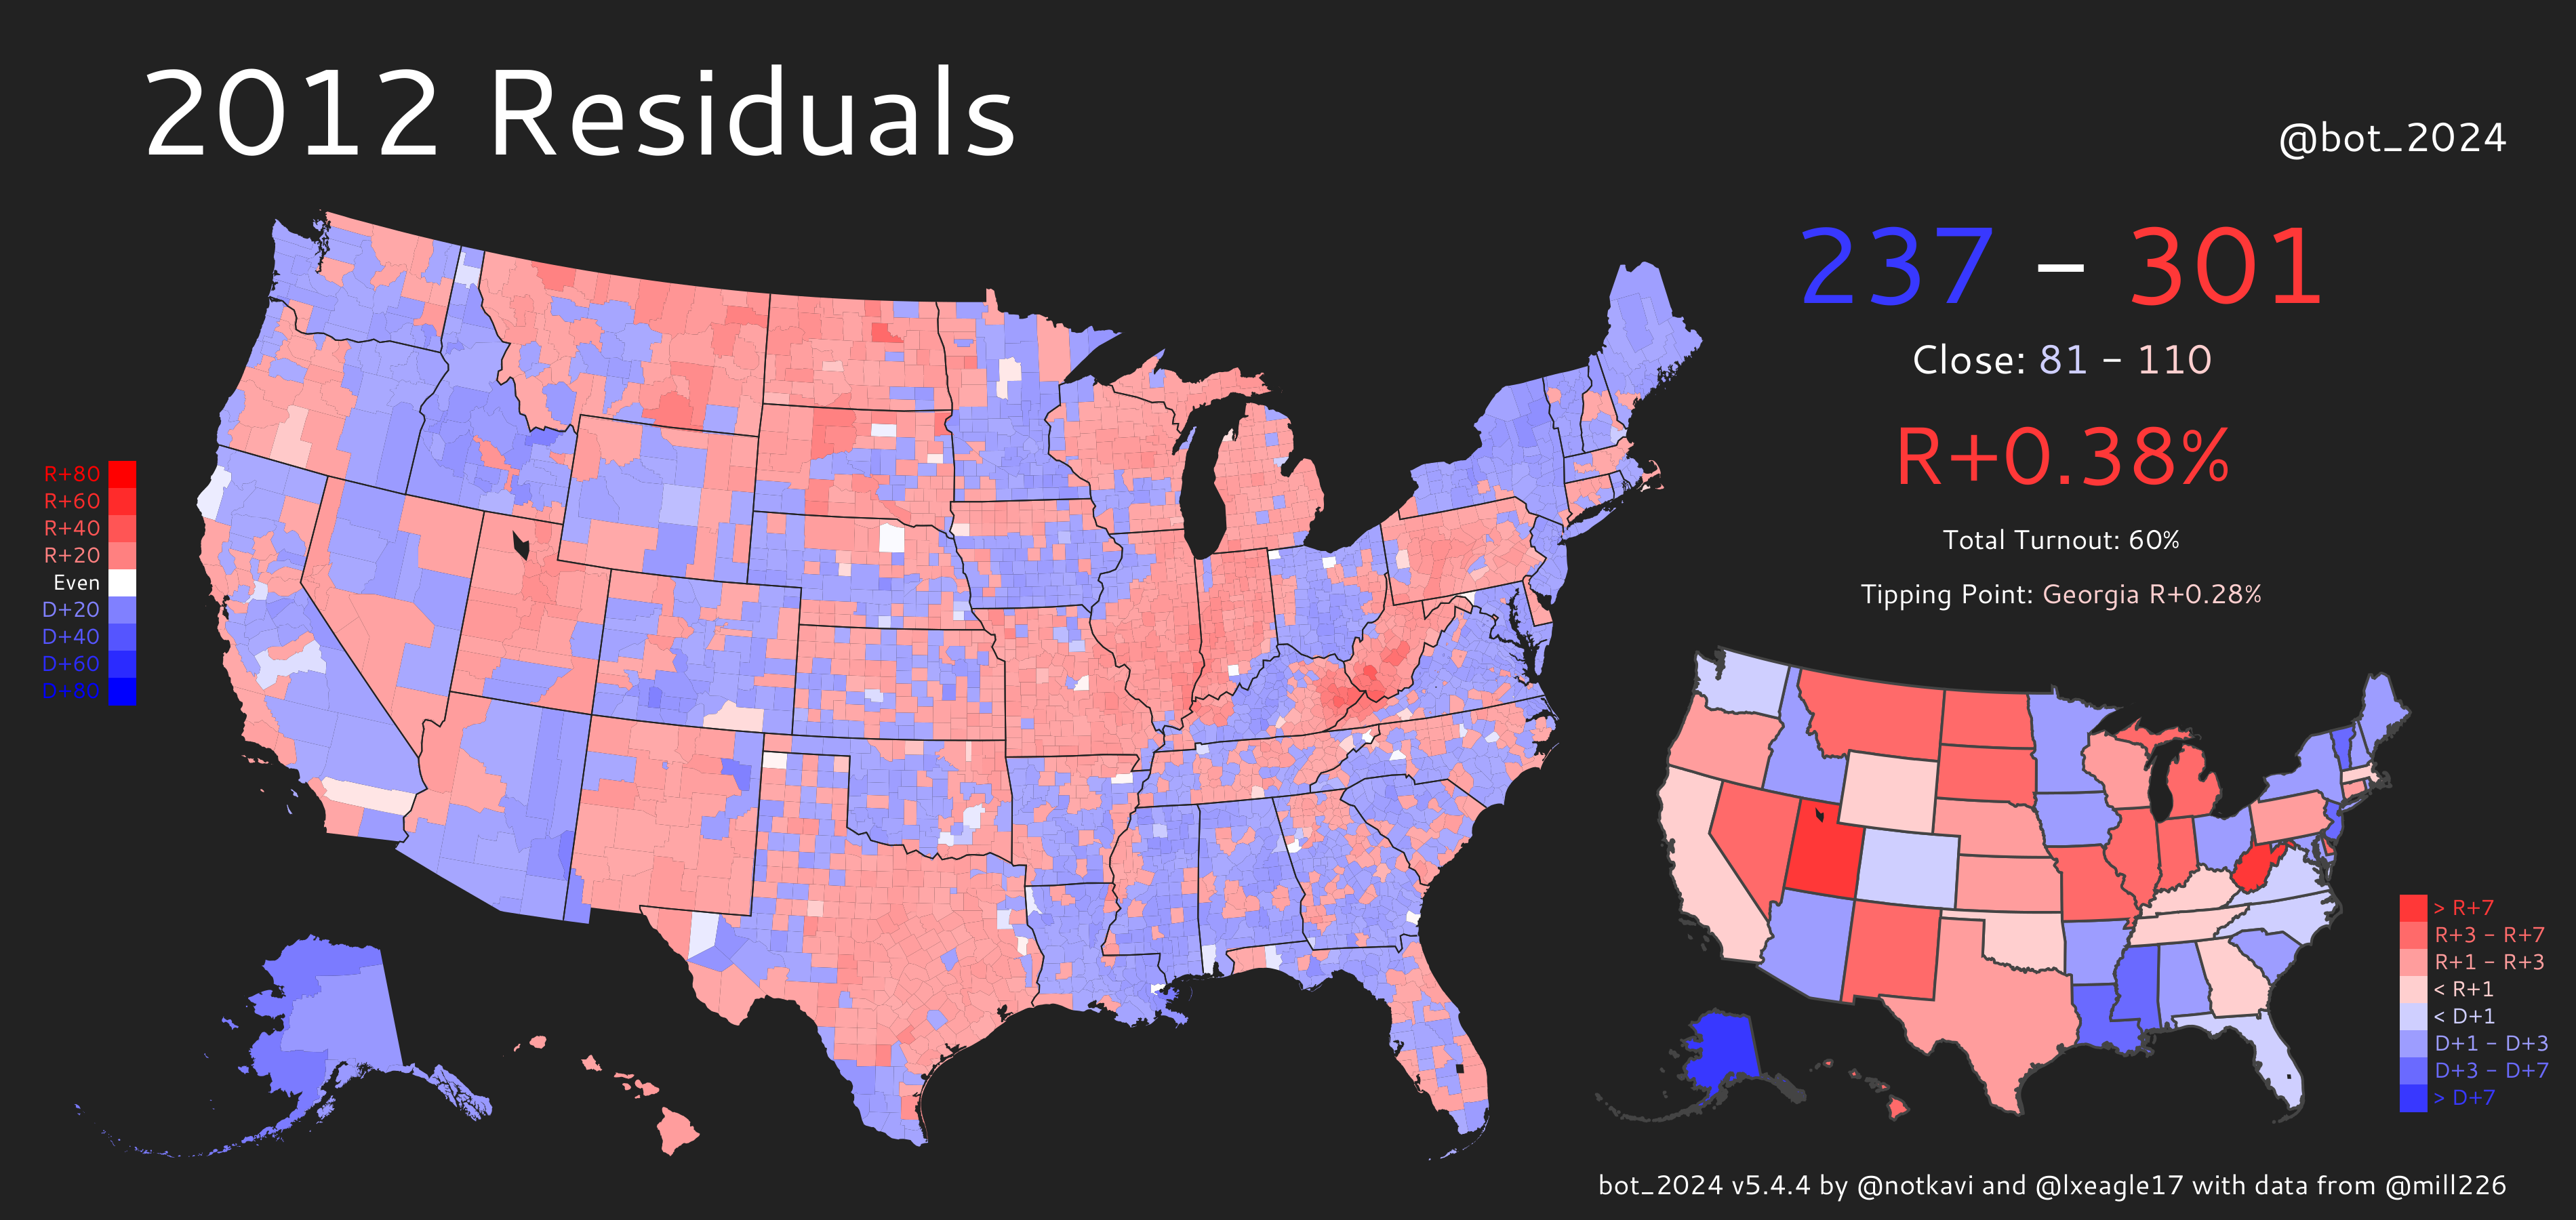 2012 Residuals
@bot_2024
237 – 301
Close: 81 – 110
R+0.38%
Total Turnout: 60%
Tipping Point: Georgia R+0.28%
R+80
R+60
R+40
R+20
Even
D+20
D+40
D+60
D+80
> R+7
R+3 – R+7
R+1 – R+3
< R+1
< D+1
D+1 – D+3
D+3 – D+7
> D+7
bot_2024 v5.4.4 by @notkavi and @lxeagle17 with data from @mill226